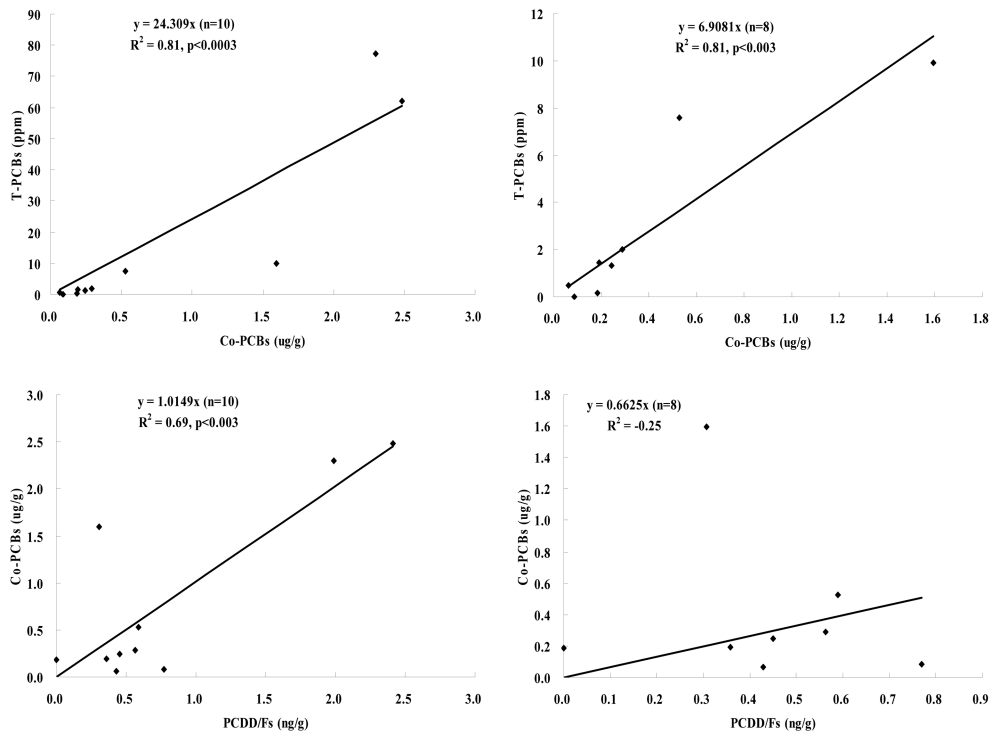 y = 24.309x (n=10)
R² = 0.81, p<0.0003
T-PCBs (ppm)
90
80
70
60
50
40
30
20
10
0
0.0 0.5 1.0 1.5 2.0 2.5 3.0
Co-PCBs (ug/g)
y = 6.9081x (n=8)
R² = 0.81, p<0.003
T-PCBs (ppm)
12
10
8
6
4
2
0
0.0 0.2 0.4 0.6 0.8 1.0 1.2 1.4 1.6 1.8
Co-PCBs (ug/g)
y = 1.0149x (n=10)
R² = 0.69, p<0.003
Co-PCBs (ug/g)
3.0
2.5
2.0
1.5
1.0
0.5
0.0
0.0 0.5 1.0 1.5 2.0 2.5 3.0
PCDD/Fs (ng/g)
y = 0.6625x (n=8)
R² = -0.25
Co-PCBs (ug/g)
1.8
1.6
1.4
1.2
1.0
0.8
0.6
0.4
0.2
0.0
0.0 0.1 0.2 0.3 0.4 0.5 0.6 0.7 0.8 0.9
PCDD/Fs (ng/g)